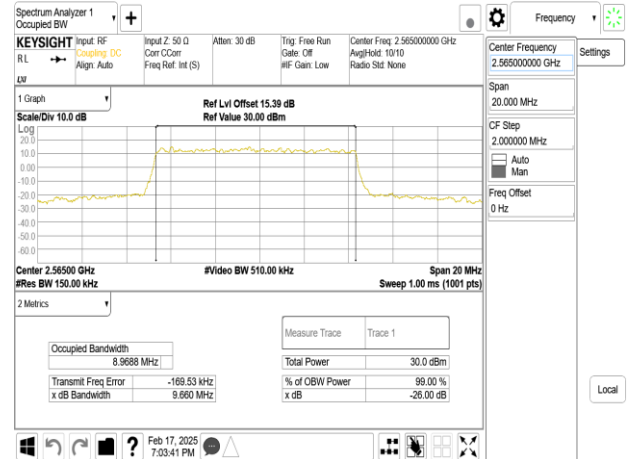 Spectrum Analyzer 1
Occupied BW
KEYSIGHT
RL
LXI
Input: RF
Coupling: DC
Align: Auto
Input Z: 50 Ω
Corr CCorr
Freq Ref: Int (S)
Atten: 30 dB
Trig: Free Run
Gate: Off
#IF Gain: Low
Center Freq: 2.565000000 GHz
Avg|Hold: 10/10
Radio Std: None
1 Graph
Scale/Div 10.0 dB
Ref Lvl Offset 15.39 dB
Ref Value 30.00 dBm
Log
20.0
10.0
0.00
-10.0
-20.0
-30.0
-40.0
-50.0
-60.0
Center 2.56500 GHz
#Res BW 150.00 kHz
#Video BW 510.00 kHz
Span 20 MHz
Sweep 1.00 ms (1001 pts)
2 Metrics
Measure Trace Trace 1
Occupied Bandwidth
8.9688 MHz
Total Power 30.0 dBm
Transmit Freq Error -169.53 kHz
% of OBW Power 99.00 %
x dB Bandwidth 9.660 MHz
x dB -26.00 dB
Feb 17, 2025
7:03:41 PM
Frequency
Center Frequency
2.565000000 GHz
Span
20.000 MHz
CF Step
2.000000 MHz
Auto
Man
Freq Offset
0 Hz
Settings
Local